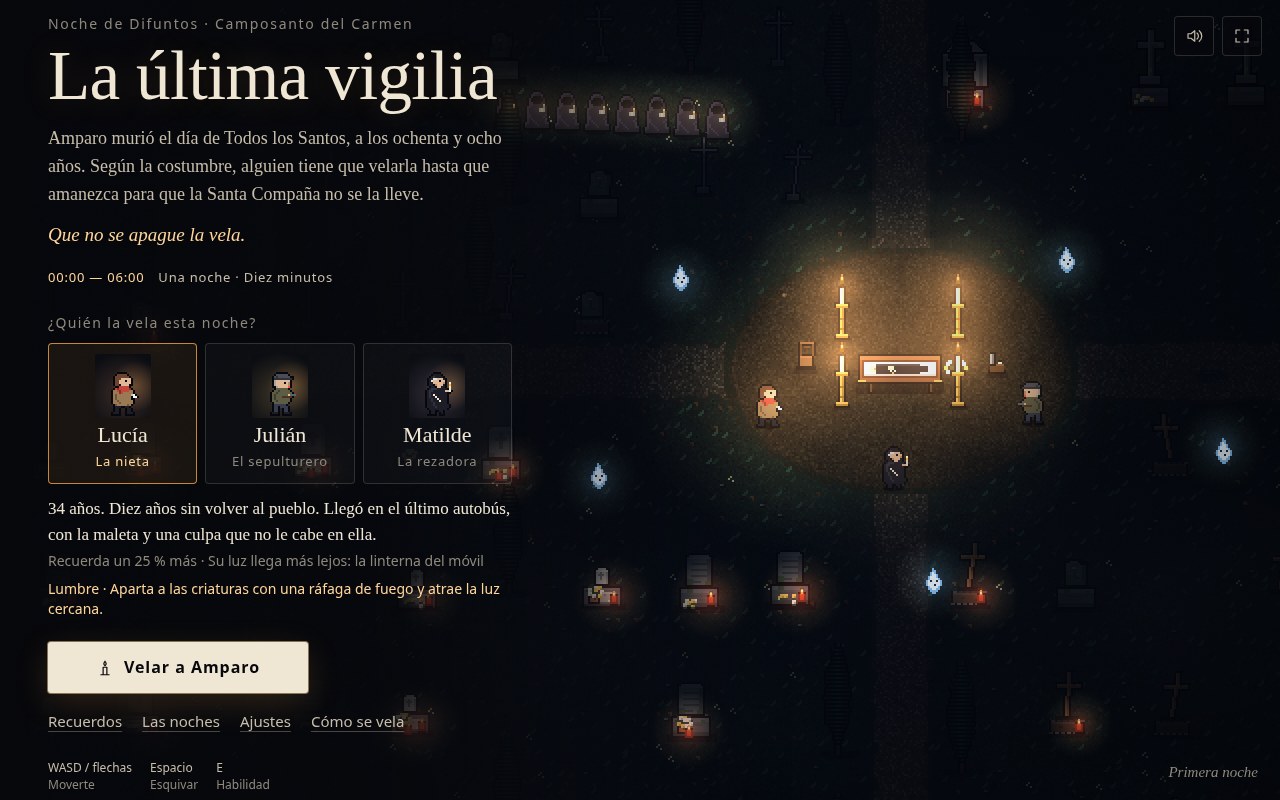 Noche de Difuntos · Camposanto del Carmen
La última vigilia
Amparo murió el día de Todos los Santos, a los ochenta y ocho
años. Según la costumbre, alguien tiene que velarla hasta que
amanezca para que la Santa Compaña no se la lleve.
Que no se apague la vela.
00:00 — 06:00 Una noche · Diez minutos
¿Quién la vela esta noche?
Lucía
La nieta
Julián
El sepulturero
Matilde
La rezadora
34 años. Diez años sin volver al pueblo. Llegó en el último autobús,
con la maleta y una culpa que no le cabe en ella.
Recuerda un 25 % más · Su luz llega más lejos: la linterna del móvil
Lumbre · Aparta a las criaturas con una ráfaga de fuego y atrae la luz
cercana.
Velar a Amparo
Recuerdos Las noches Ajustes Cómo se vela
WASD / flechas Espacio E
Moverte Esquivar Habilidad
Primera noche